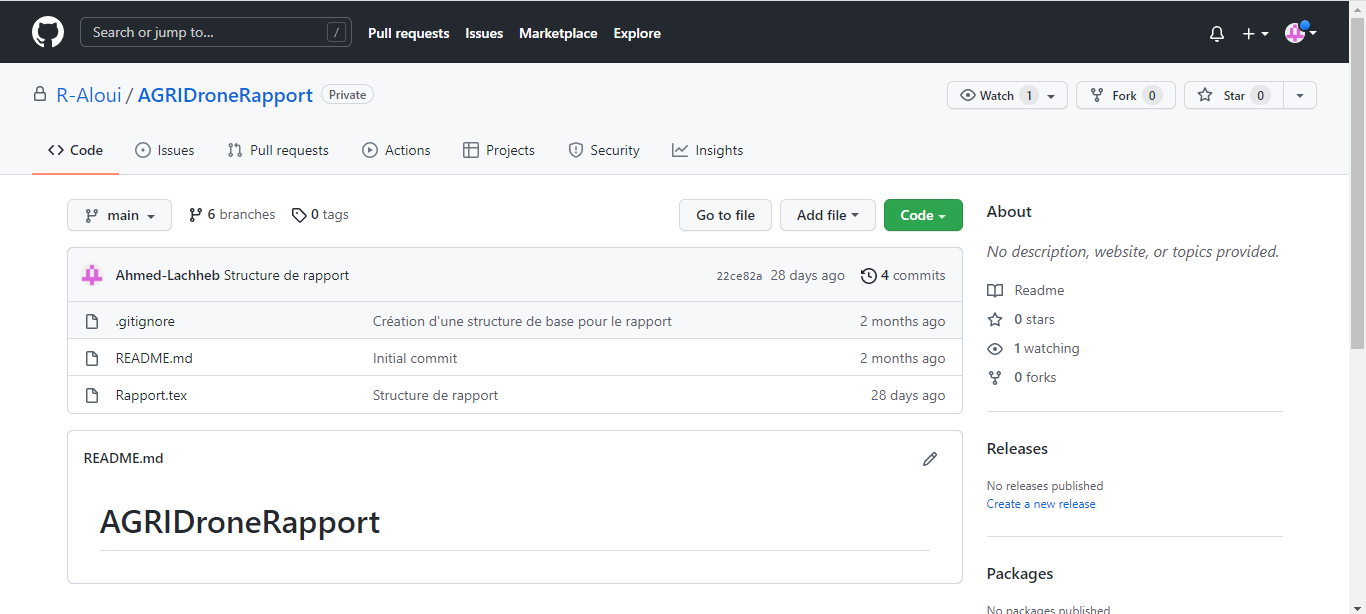 Search or jump to... /
Pull requests Issues Marketplace Explore
R-Aloui / AGRIDroneRapport Private
Watch 1 Fork 0 Star 0
Code Issues Pull requests Actions Projects Security Insights
main 6 branches 0 tags Go to file Add file Code
Ahmed-Lachheb Structure de rapport 22ce82a 28 days ago 4 commits
.gitignore Création d'une structure de base pour le rapport 2 months ago
README.md Initial commit 2 months ago
Rapport.tex Structure de rapport 28 days ago
README.md
AGRIDroneRapport
About
No description, website, or topics provided.
Readme
0 stars
1 watching
0 forks
Releases
No releases published
Create a new release
Packages
No packages published